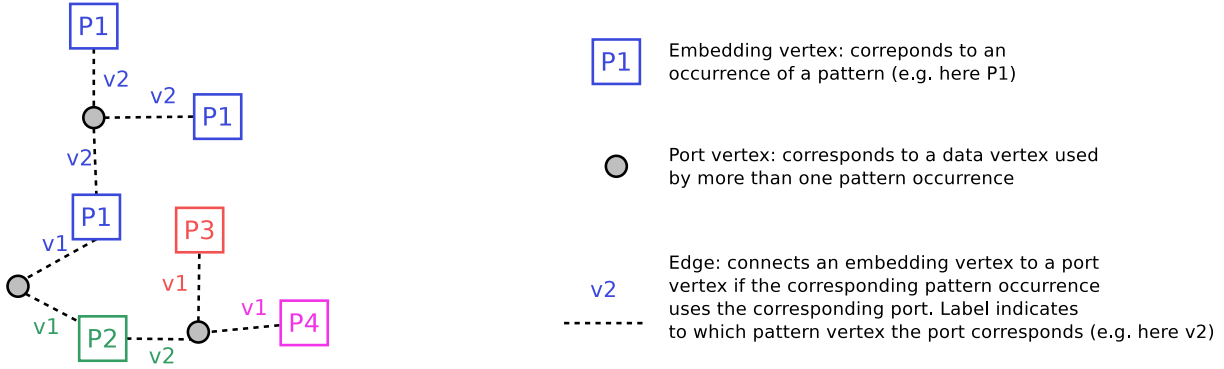 P1
v2
v2
P1
v2
P1
v1
P3
v1
v1
P4
v1
P2
v2
P1
Embedding vertex: correponds to an
occurrence of a pattern (e.g. here P1)
Port vertex: corresponds to a data vertex used
by more than one pattern occurrence
v2
Edge: connects an embedding vertex to a port
vertex if the corresponding pattern occurrence
uses the corresponding port. Label indicates
to which pattern vertex the port corresponds (e.g. here v2)